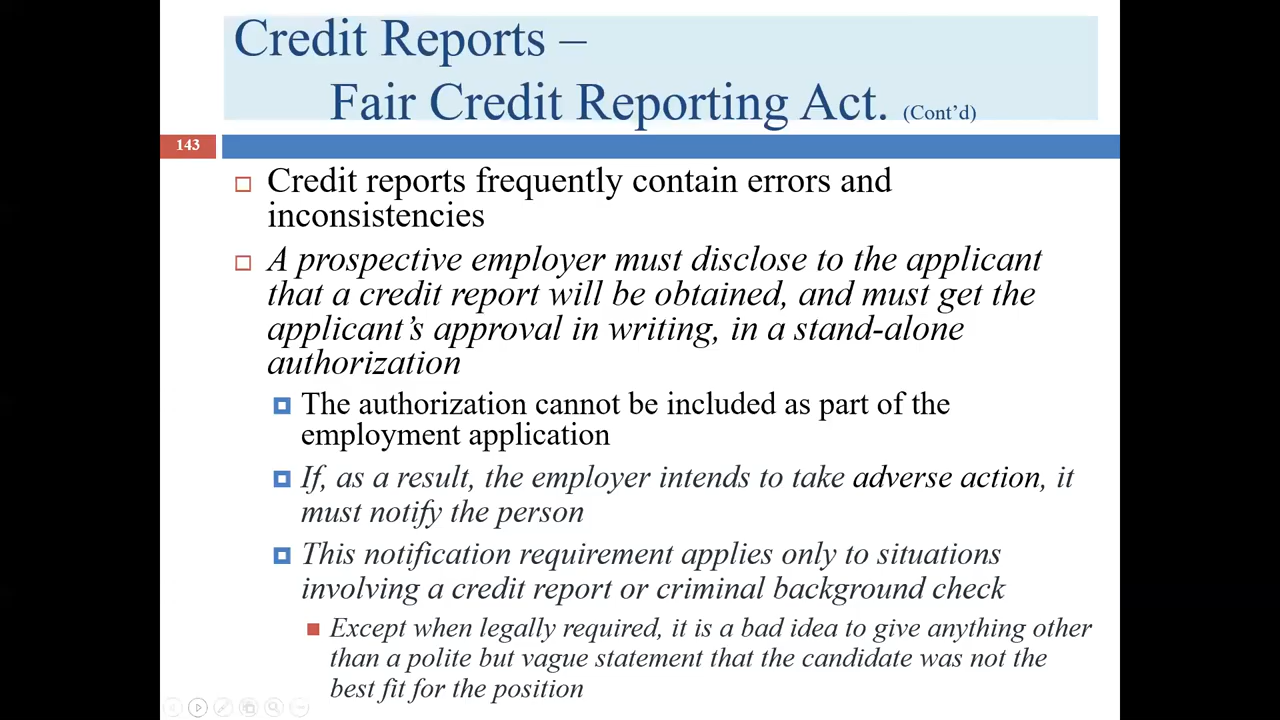 Credit Reports –
Fair Credit Reporting Act. (Cont’d)
143
Credit reports frequently contain errors and
inconsistencies
A prospective employer must disclose to the applicant
that a credit report will be obtained, and must get the
applicant’s approval in writing, in a stand-alone
authorization
The authorization cannot be included as part of the
employment application
If, as a result, the employer intends to take adverse action, it
must notify the person
This notification requirement applies only to situations
involving a credit report or criminal background check
Except when legally required, it is a bad idea to give anything other
than a polite but vague statement that the candidate was not the
best fit for the position